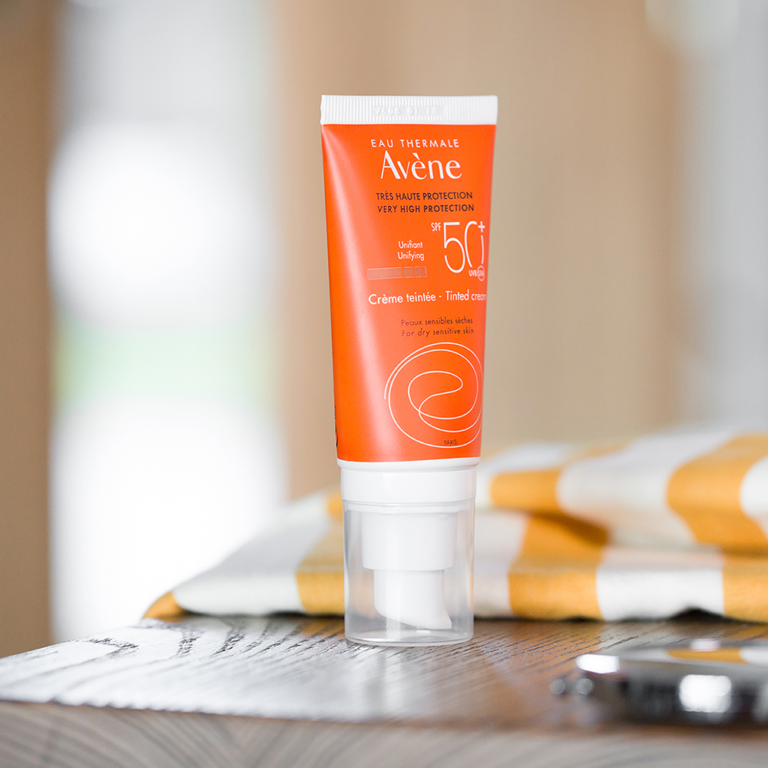 EAU THERMALE
Avène
TRÈS HAUTE PROTECTION
VERY HIGH PROTECTION
SPF 50+
Unifiant
Unifying
Crème teintée - Tinted cream
Peaux sensibles sèches
For dry sensitive skin
PARIS